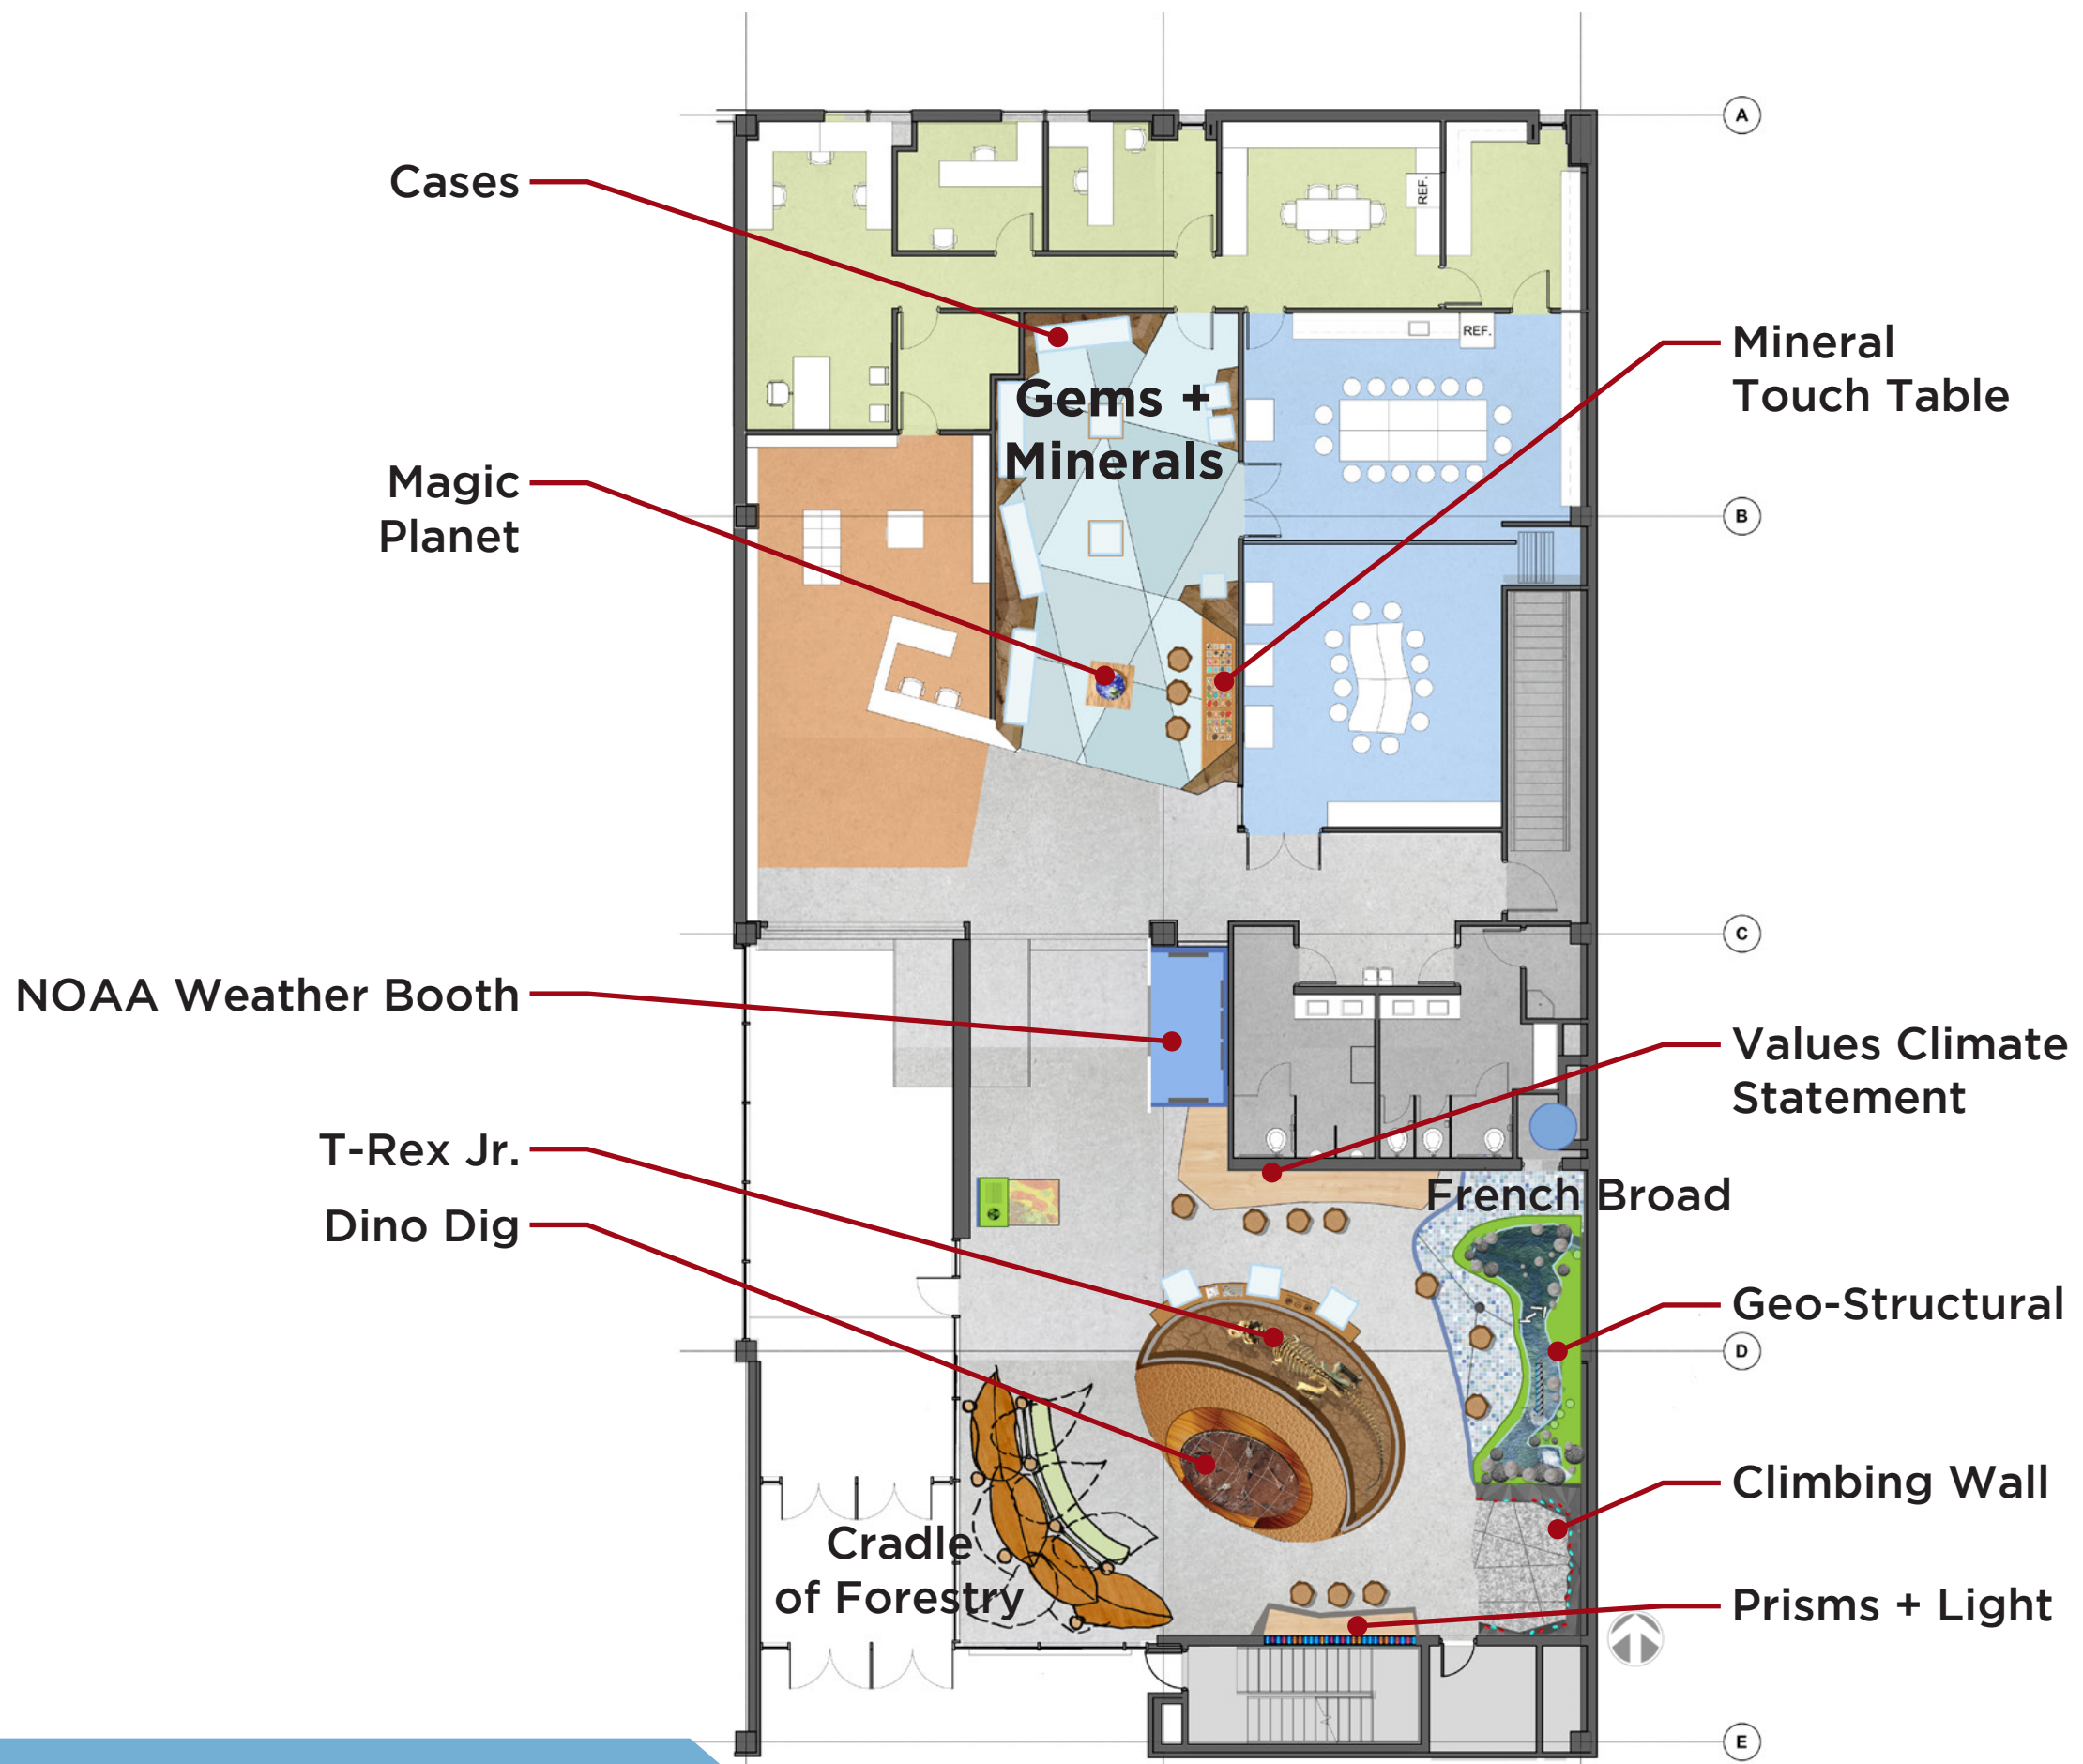 A
Cases
REF.
REF.
Mineral
Touch Table
Gems +
Minerals
Magic
Planet
B
C
NOAA Weather Booth
Values Climate
Statement
T-Rex Jr.
French Broad
Dino Dig
Geo-Structural
D
Climbing Wall
Cradle
of Forestry
Prisms + Light
E